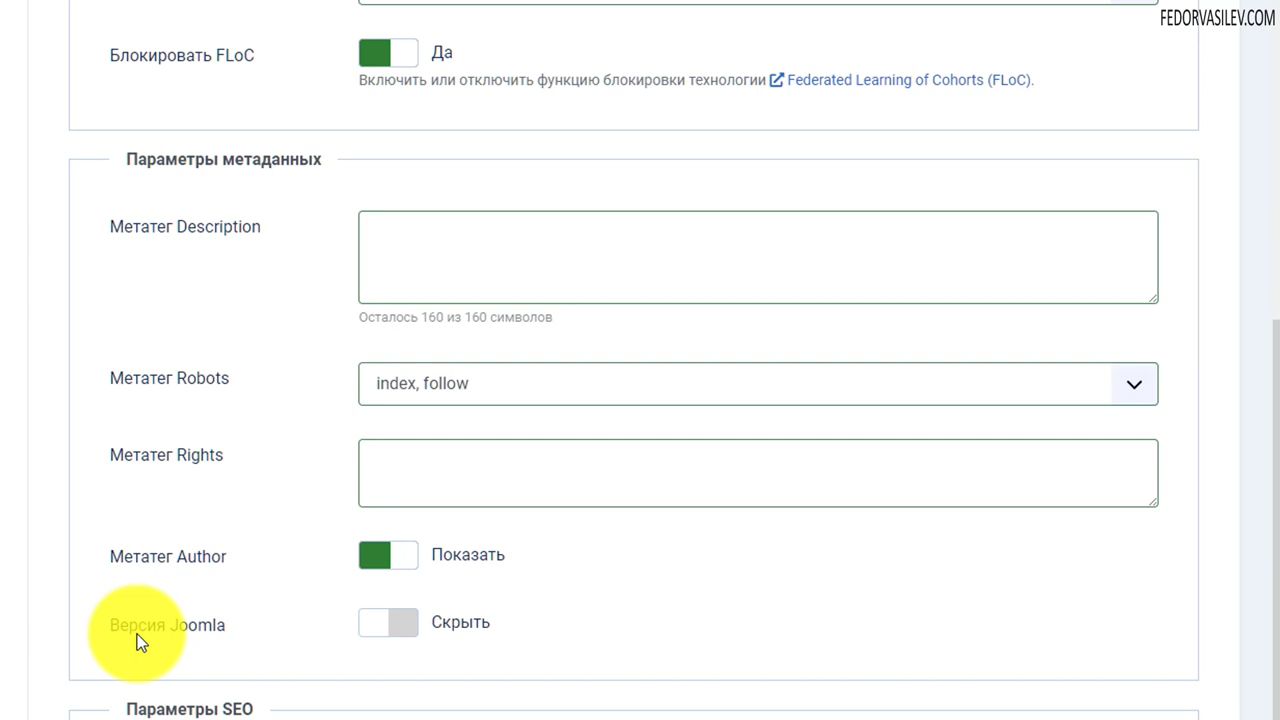 FEDORVASILEV.COM
Блокировать FLoC
Да
Включить или отключить функцию блокировки технологии Federated Learning of Cohorts (FLoC).
Параметры метаданных
Метатег Description
Осталось 160 из 160 символов
Метатег Robots
index, follow
Метатег Rights
Метатег Author
Показать
Версия Joomla
Скрыть
Параметры SEO